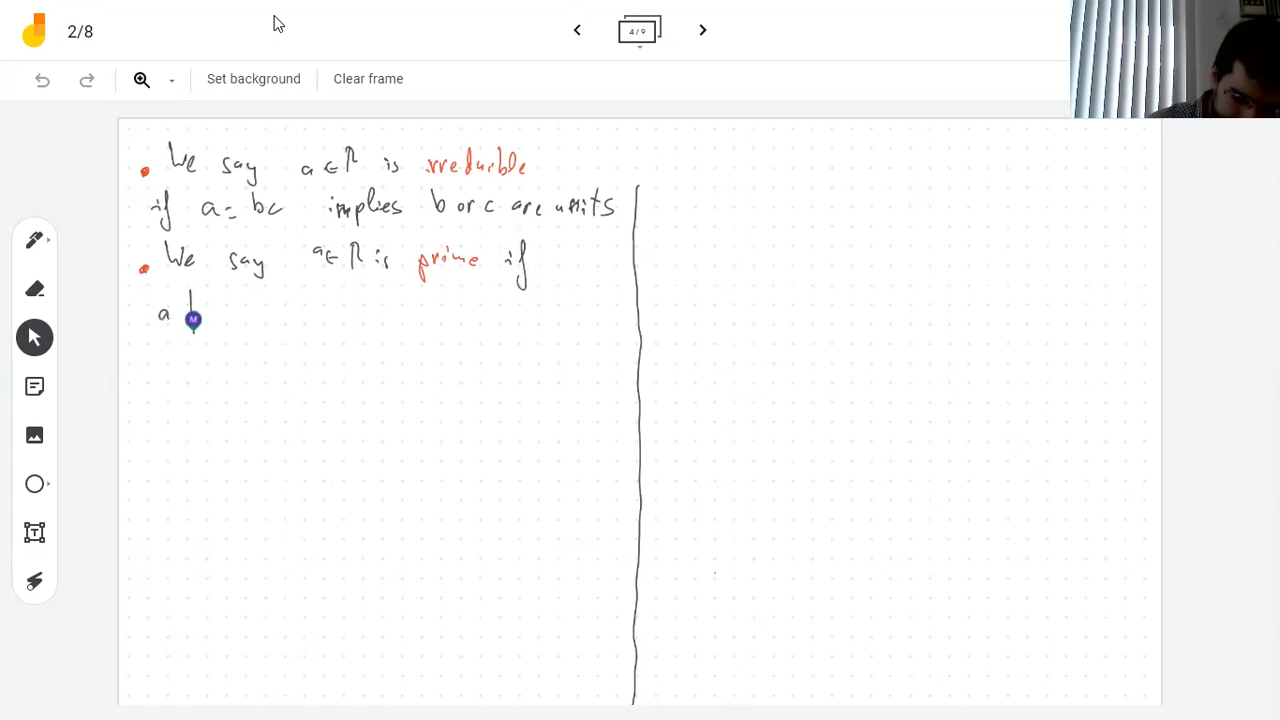 2/8
4/9
Set background
Clear frame
• We say a ∈ R is irreducible
if a = bc implies b or c are units
• We say a ∈ R is prime if
a |
M
T